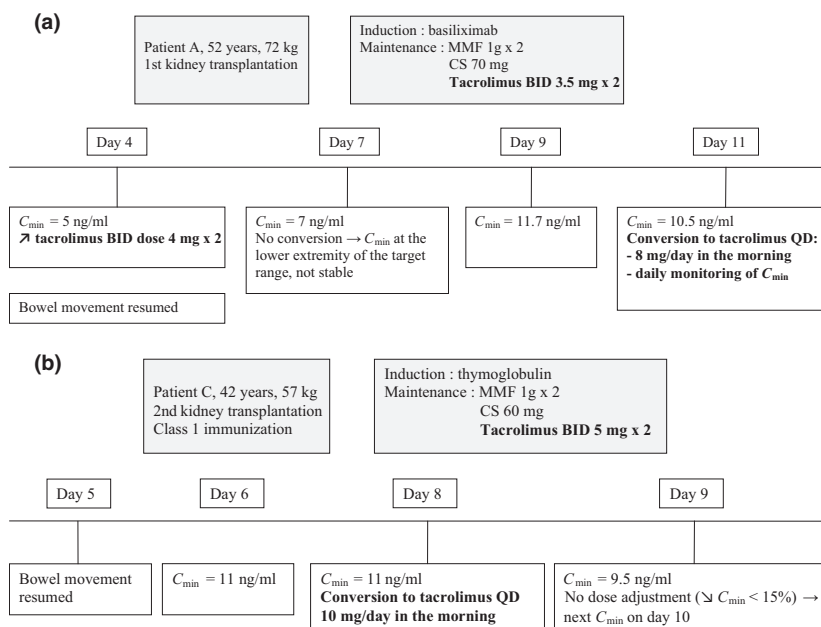 (a)
Patient A, 52 years, 72 kg
1st kidney transplantation
Induction : basiliximab
Maintenance : MMF 1g x 2
CS 70 mg
Tacrolimus BID 3.5 mg x 2
Day 4
Day 7
Day 9
Day 11
Cmin = 5 ng/ml
↗ tacrolimus BID dose 4 mg x 2
Bowel movement resumed
Cmin = 7 ng/ml
No conversion → Cmin at the
lower extremity of the target
range, not stable
Cmin = 11.7 ng/ml
Cmin = 10.5 ng/ml
Conversion to tacrolimus QD:
- 8 mg/day in the morning
- daily monitoring of Cmin
(b)
Patient C, 42 years, 57 kg
2nd kidney transplantation
Class 1 immunization
Induction : thymoglobulin
Maintenance : MMF 1g x 2
CS 60 mg
Tacrolimus BID 5 mg x 2
Day 5
Day 6
Day 8
Day 9
Bowel movement
resumed
Cmin = 11 ng/ml
Cmin = 11 ng/ml
Conversion to tacrolimus QD
10 mg/day in the morning
Cmin = 9.5 ng/ml
No dose adjustment (↘ Cmin < 15%) →
next Cmin on day 10